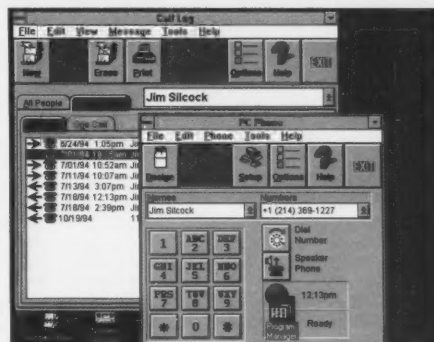 Call Log
File Edit View Message Tools Help
New Erase Print Options Help EXIT
All People
Jim Silcock
8/24/94 1:05pm
7/01/94 10:52am
7/11/94 10:07am
7/13/94 3:07pm
7/18/94 12:13pm
7/18/94 2:39pm
10/19/94
PC Phone
File Edit Phone Tools Help
Design Setup Options Help EXIT
Names Numbers
Jim Silcock +1 (214) 369-1227
1 ABC 2 DEF 3
GHI 4 JKL 5 MNO 6
PRS 7 TUV 8 WXY 9
* 0 #
Dial Number
Speaker Phone
12:13pm
Ready
Program Manager